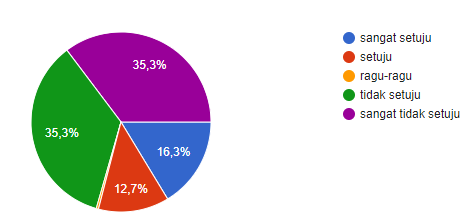 35,3%
35,3%
16,3%
12,7%
sangat setuju
setuju
ragu-ragu
tidak setuju
sangat tidak setuju